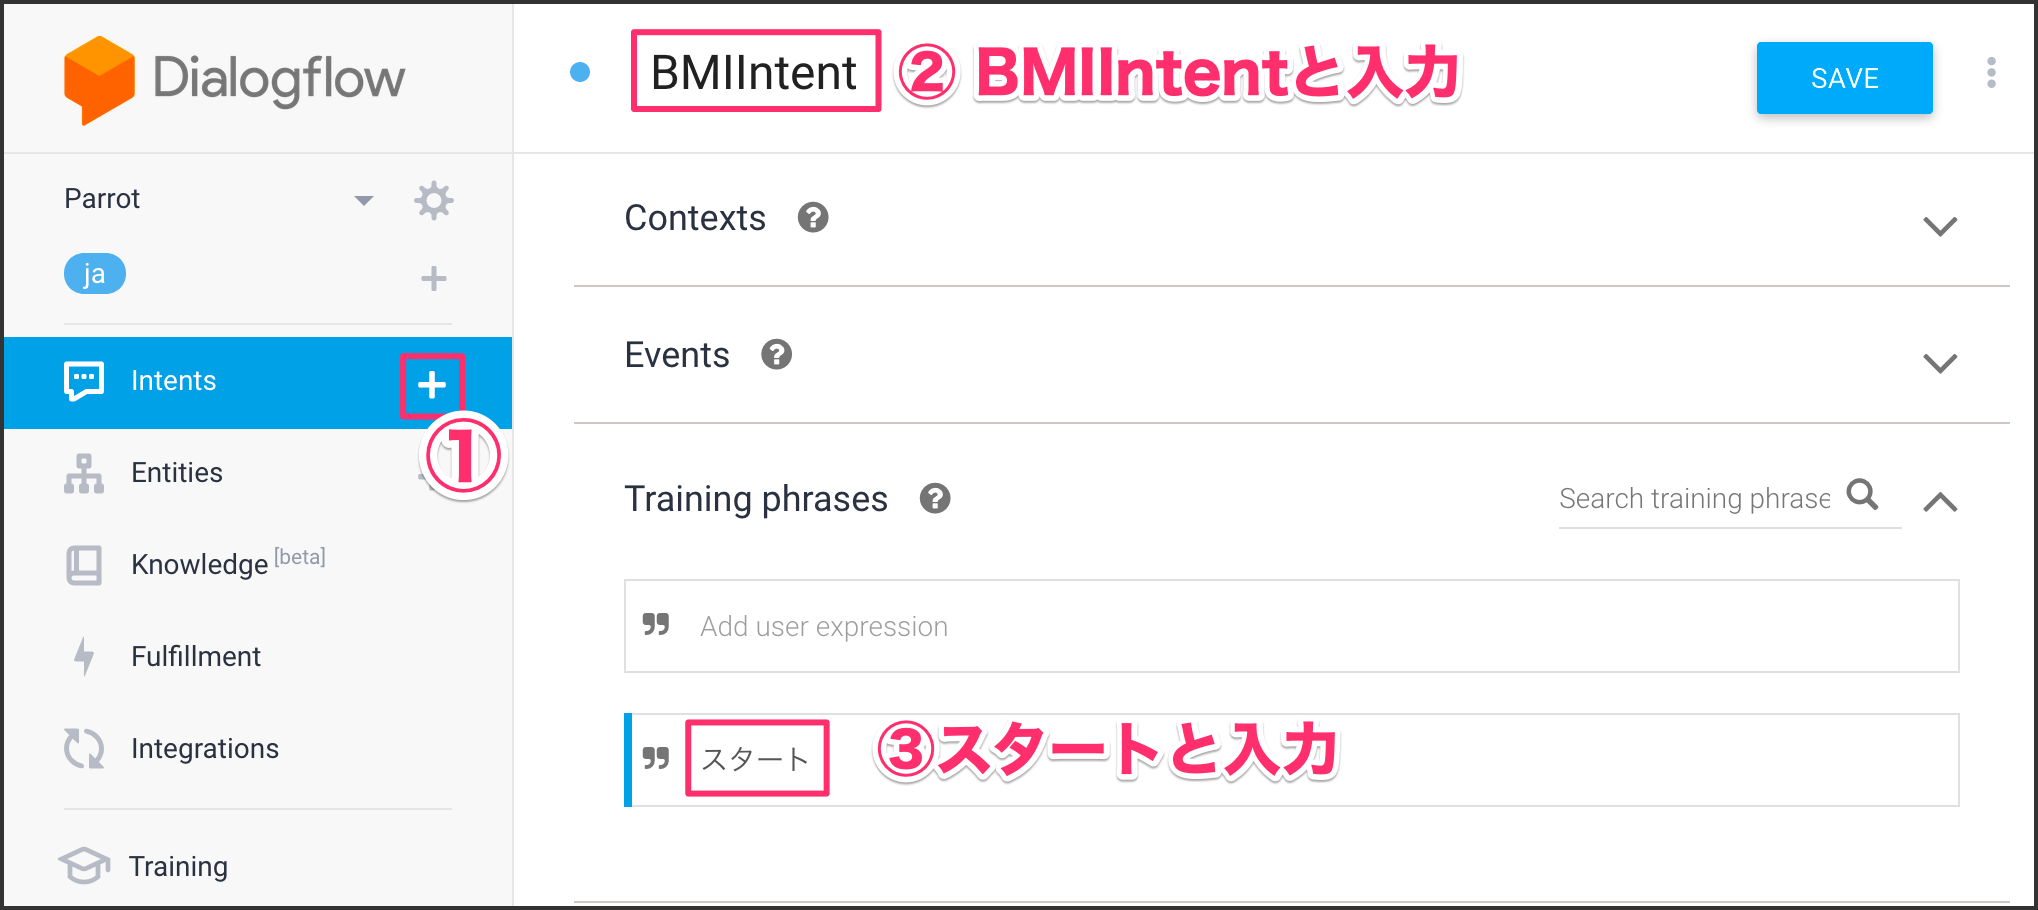 Dialogflow
BMIIntent ② BMIIntentと入力
SAVE
Parrot
ja
Intents
①
Entities
Knowledge [beta]
Fulfillment
Integrations
Training
Contexts
Events
Training phrases
Search training phrase
Add user expression
スタート ③スタートと入力